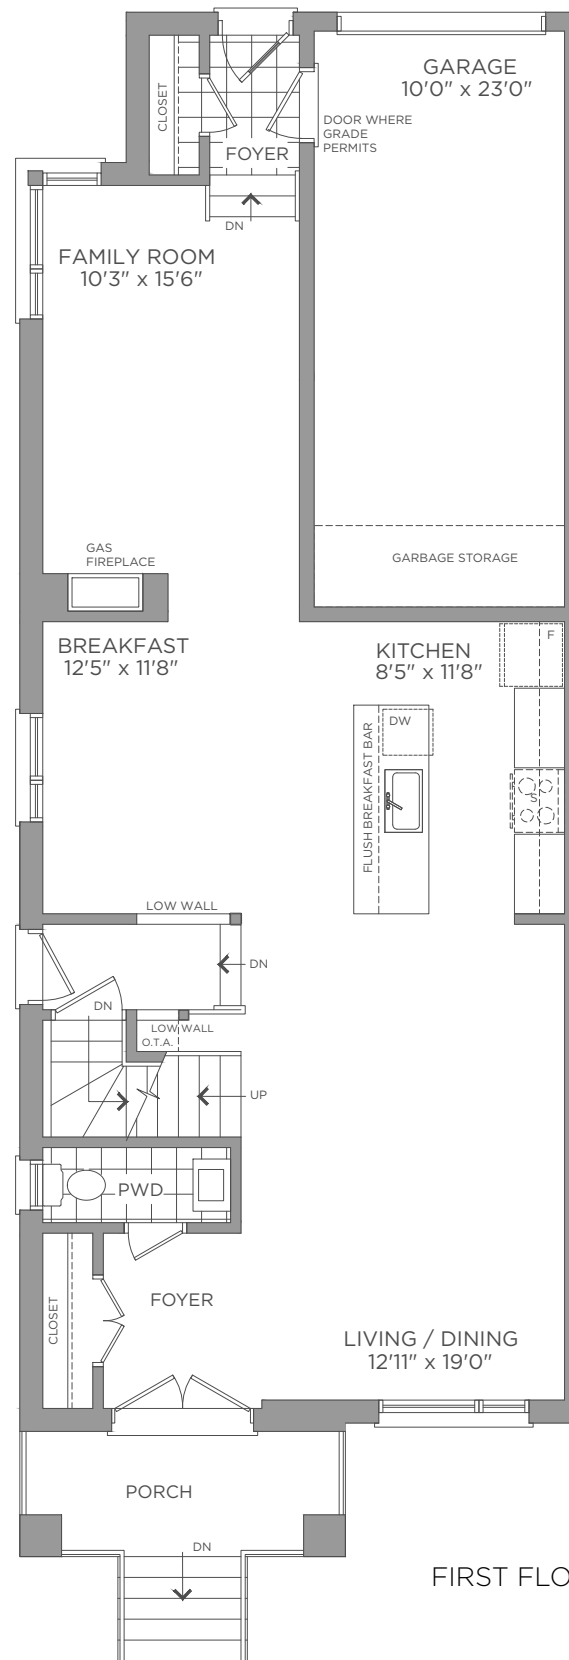 GARAGE
10'0" x 23'0"
CLOSET
DOOR WHERE
GRADE
PERMITS
FOYER
DN
FAMILY ROOM
10'3" x 15'6"
GAS
FIREPLACE
GARBAGE STORAGE
BREAKFAST
12'5" x 11'8"
KITCHEN
8'5" x 11'8"
F
DW
FLUSH BREAKFAST BAR
S
LOW WALL
DN
DN
LOW WALL
O.T.A.
UP
PWD
FOYER
CLOSET
LIVING / DINING
12'11" x 19'0"
PORCH
DN
FIRST FLO